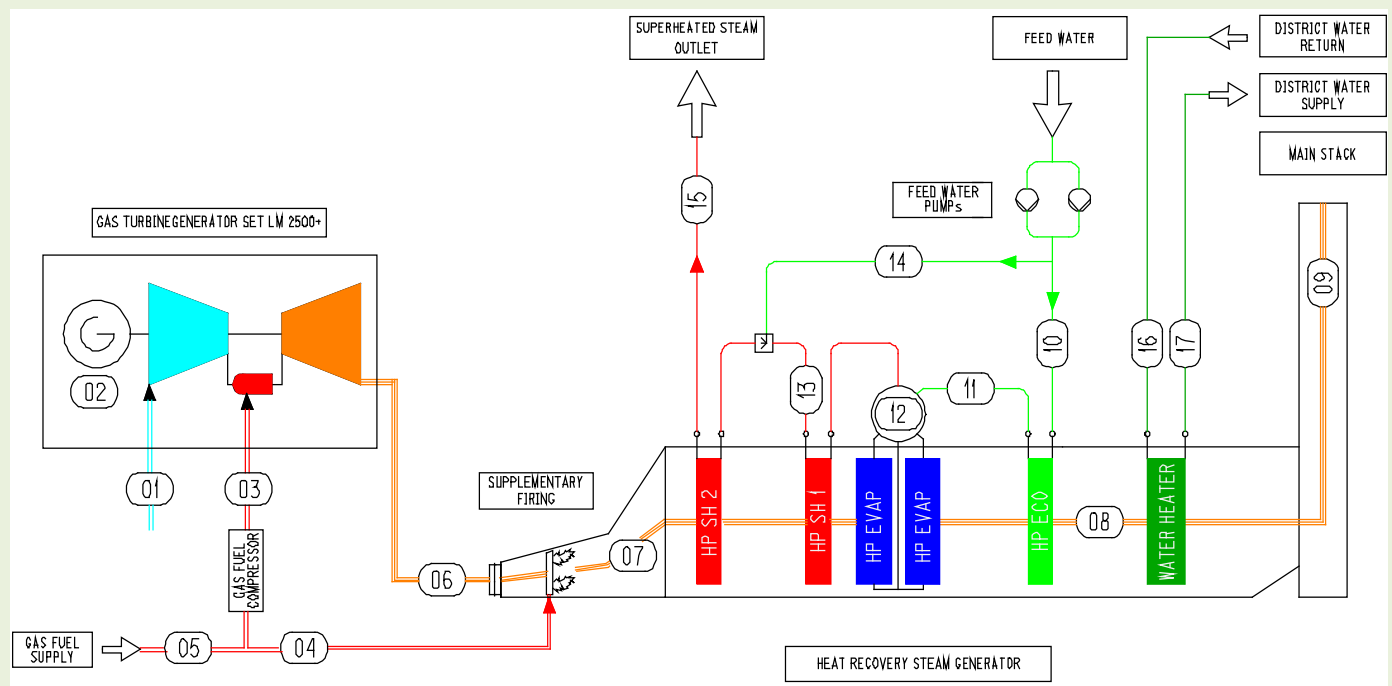 SUPERHEATED STEAM
OUTLET
FEED WATER
DISTRICT WATER
RETURN
DISTRICT WATER
SUPPLY
MAIN STACK
15
FEED WATER
PUMPs
GAS TURBINEGENERATOR SET LM 2500+
14
09
G
02
13
12
11
10
16
17
01
03
SUPPLEMENTARY
FIRING
HP SH 2
HP SH 1
HP EVAP
HP EVAP
HP ECO
08
WATER HEATER
GAS FUEL
COMPRESSOR
06
07
GAS FUEL
SUPPLY
05
04
HEAT RECOVERY STEAM GENERATOR